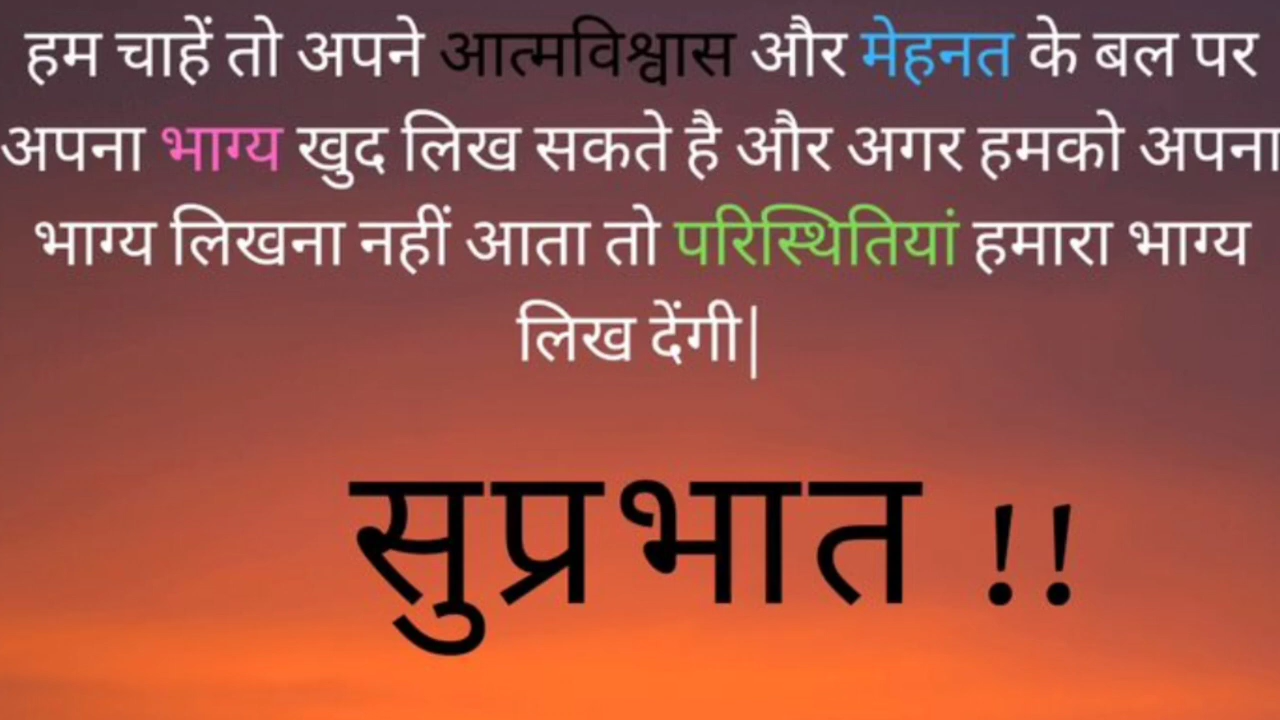 हम चाहें तो अपने आत्मविश्वास और मेहनत के बल पर
अपना भाग्य खुद लिख सकते है और अगर हमको अपना
भाग्य लिखना नहीं आता तो परिस्थितियां हमारा भाग्य
लिख देंगी|
सुप्रभात !!